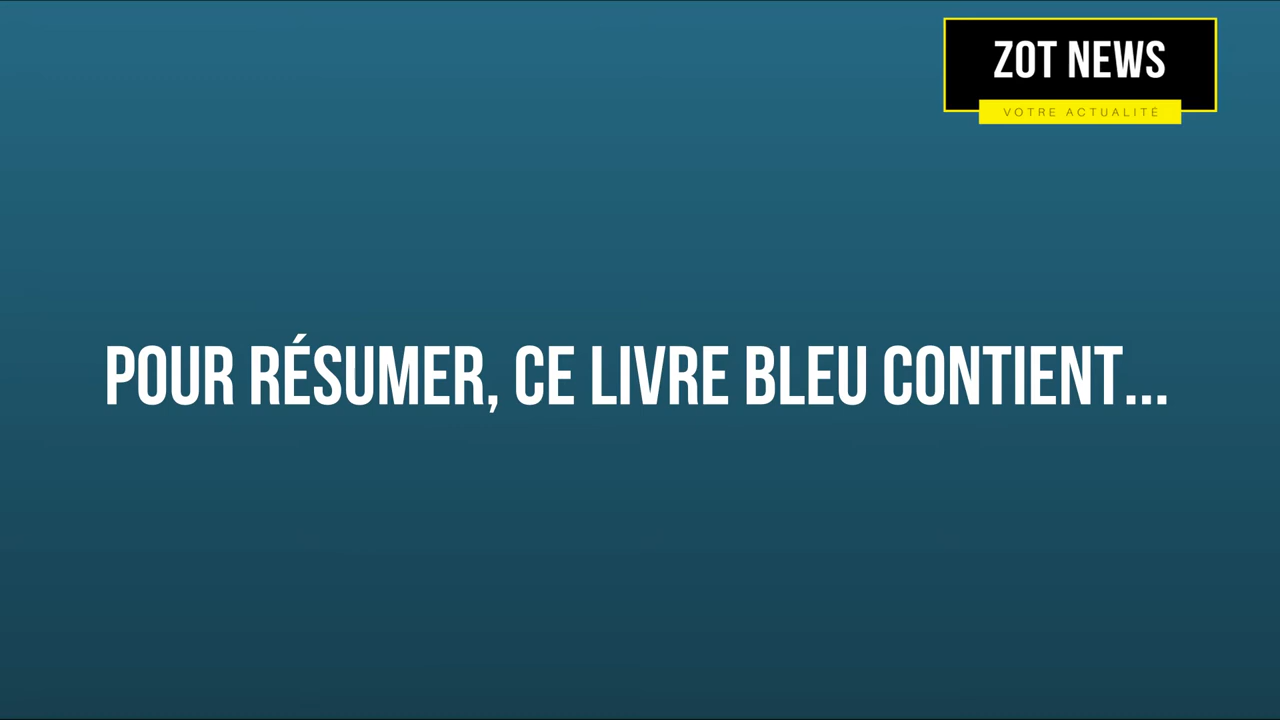 ZOT NEWS
VOTRE ACTUALITÉ
POUR RÉSUMER, CE LIVRE BLEU CONTIENT...